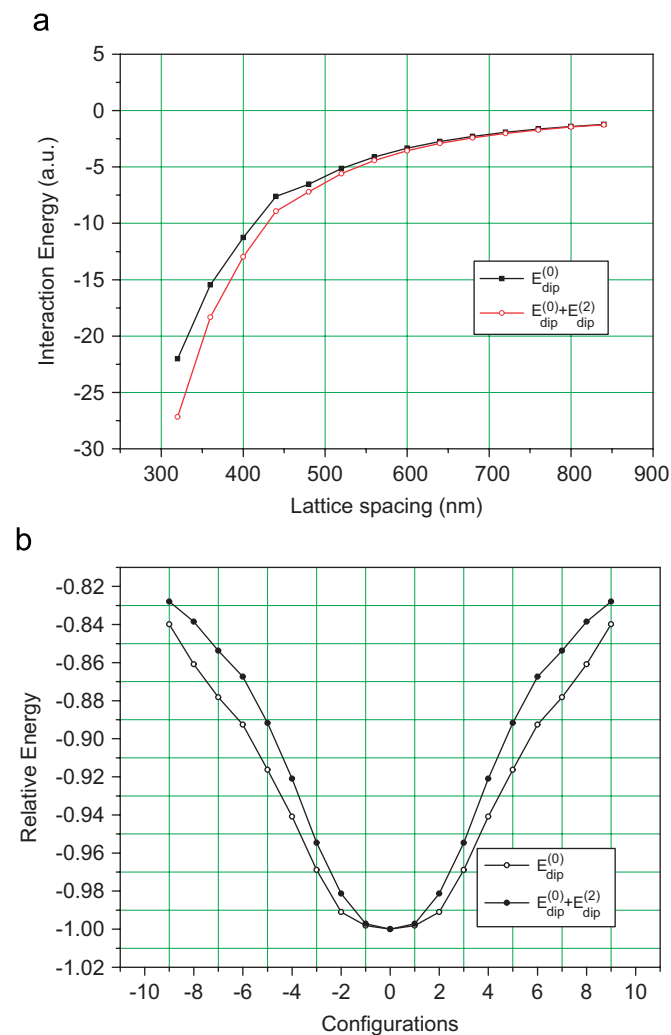 a
5
0
-5
-10
-15
-20
-25
-30
Interaction Energy (a.u.)
E(0)dip
E(0)dip+E(2)dip
300 400 500 600 700 800 900
Lattice spacing (nm)
b
-0.82
-0.84
-0.86
-0.88
-0.90
-0.92
-0.94
-0.96
-0.98
-1.00
-1.02
Relative Energy
E(0)dip
E(0)dip+E(2)dip
-10 -8 -6 -4 -2 0 2 4 6 8 10
Configurations